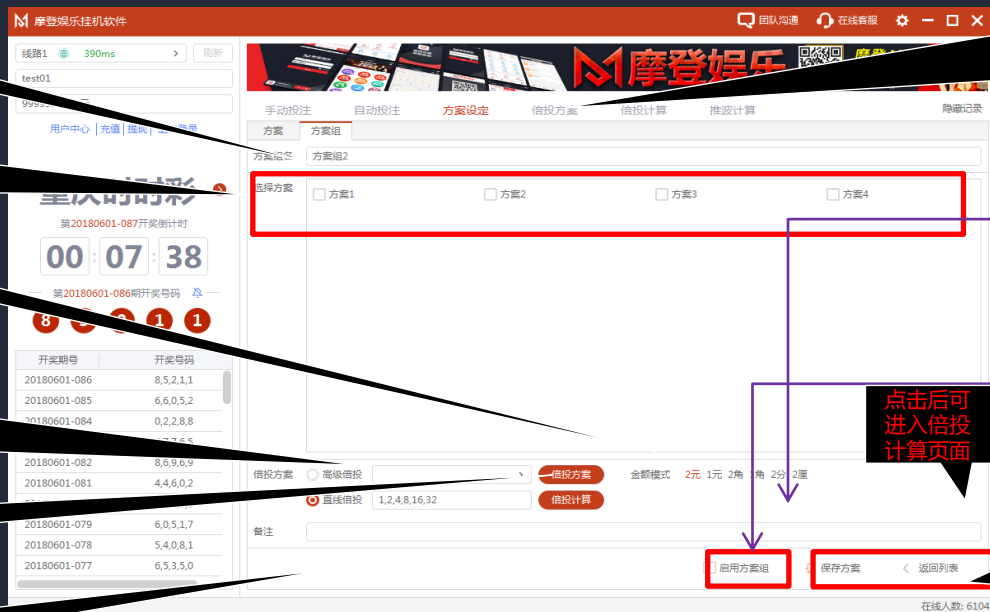 摩登娱乐挂机软件
团队沟通
在线客服
线路1
390ms
刷新
test01
摩登娱乐
手动投注
自动投注
方案设定
倍投方案
倍投计算
推波计算
隐藏记录
用户中心
充值
提现
方案
方案组
方案组名
方案组2
选择方案
方案1
方案2
方案3
方案4
重庆时时彩
第20180601-087开奖倒计时
00:07:38
第20180601-086期开奖号码
8
1
1
开奖期号
开奖号码
20180601-086
8,5,2,1,1
20180601-085
6,6,0,5,2
20180601-084
0,2,2,8,8
20180601-082
8,6,9,6,9
20180601-081
4,4,6,0,2
20180601-079
6,0,5,1,7
20180601-078
5,4,0,8,1
20180601-077
6,5,3,5,0
点击后可
进入倍投
计算页面
倍投方案
高级倍投
倍投方案
金额模式
2元
1元
2角
角
2分
2厘
直线倍投
1,2,4,8,16,32
倍投计算
备注
启用方案组
保存方案
返回列表
在线人数: 6104